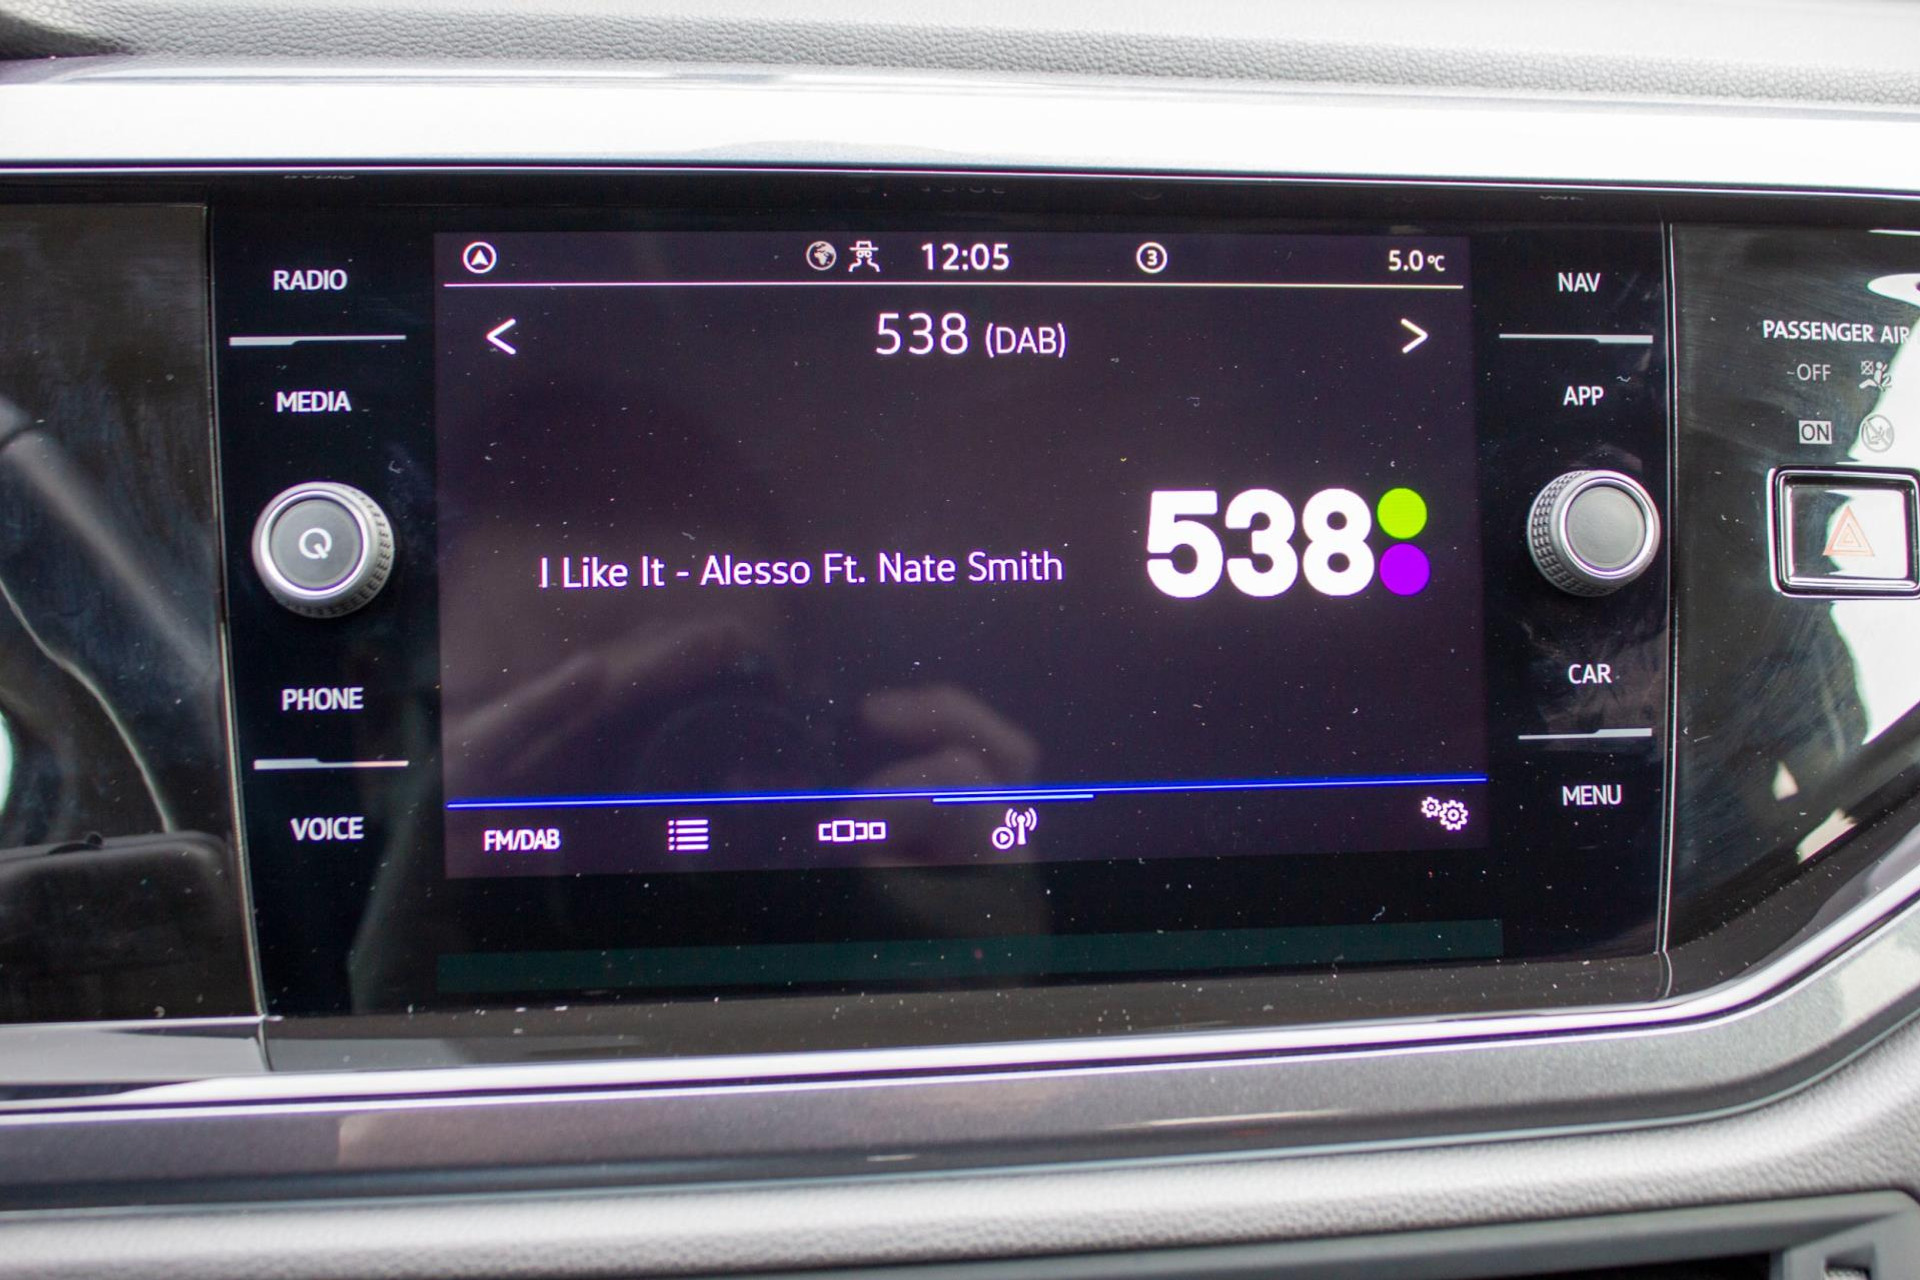 RADIO
MEDIA
PHONE
VOICE
12:05
3
5.0°C
< 538 (DAB) >
I Like It - Alesso Ft. Nate Smith
538
FM/DAB
NAV
APP
CAR
MENU
PASSENGER AIR
OFF
ON